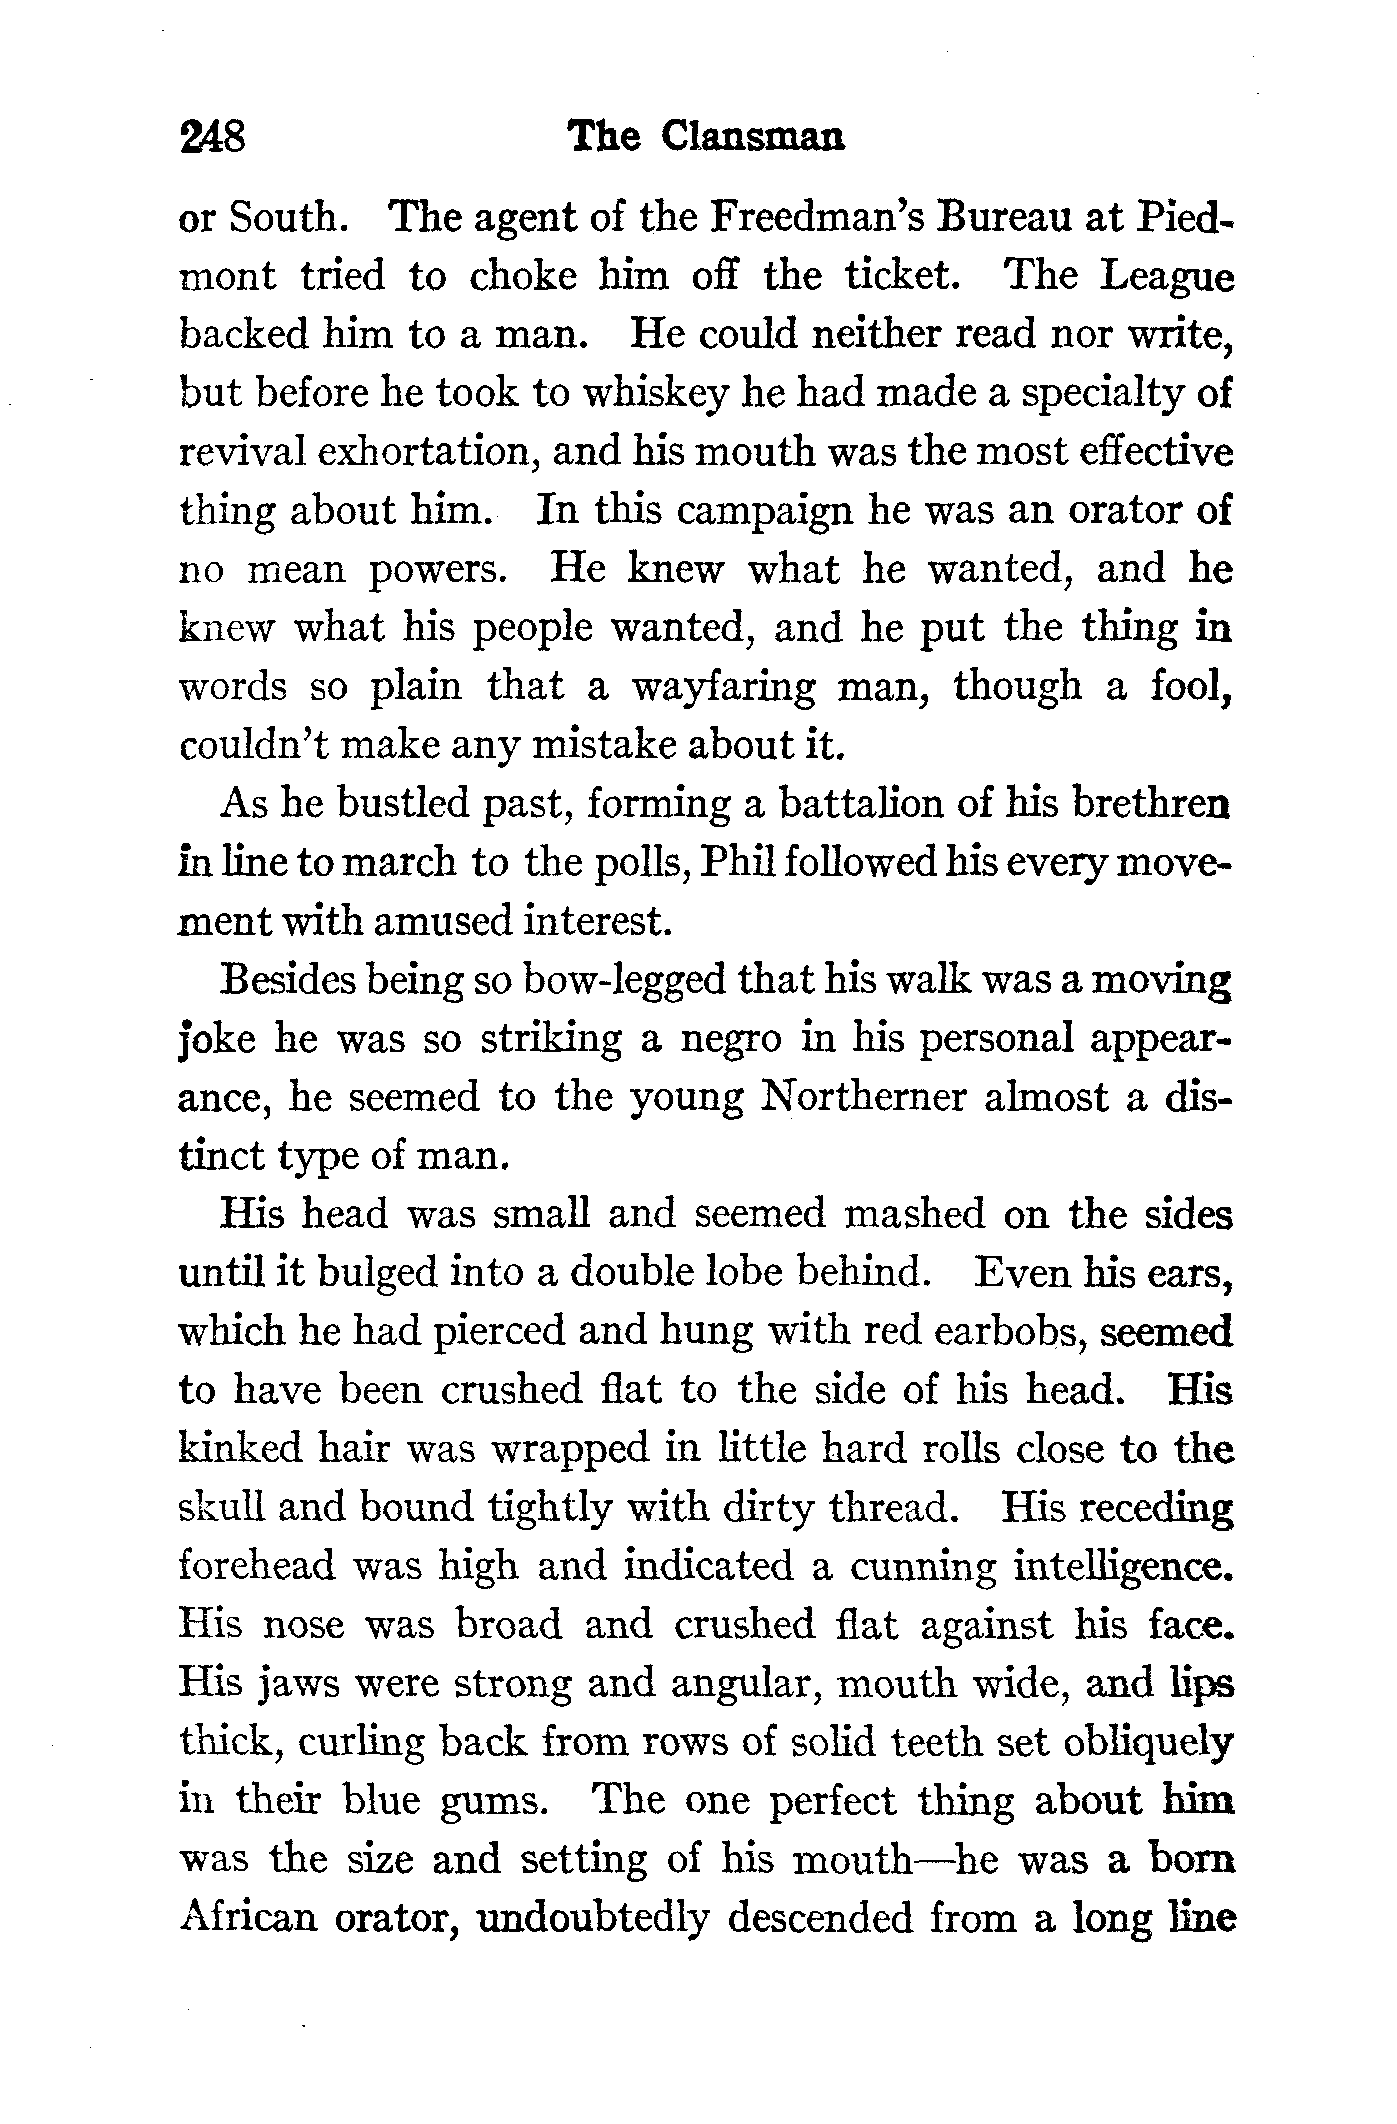 248 The Clansman
or South. The agent of the Freedman's Bureau at Pied-
mont tried to choke him off the ticket. The League
backed him to a man. He could neither read nor write,
but before he took to whiskey he had made a specialty of
revival exhortation, and his mouth was the most effective
thing about him. In this campaign he was an orator of
no mean powers. He knew what he wanted, and he
knew what his people wanted, and he put the thing in
words so plain that a wayfaring man, though a fool,
couldn't make any mistake about it.
As he bustled past, forming a battalion of his brethren
in line to march to the polls, Phil followed his every move-
ment with amused interest.
Besides being so bow-legged that his walk was a moving
joke he was so striking a negro in his personal appear-
ance, he seemed to the young Northerner almost a dis-
tinct type of man.
His head was small and seemed mashed on the sides
until it bulged into a double lobe behind. Even his ears,
which he had pierced and hung with red earbobs, seemed
to have been crushed flat to the side of his head. His
kinked hair was wrapped in little hard rolls close to the
skull and bound tightly with dirty thread. His receding
forehead was high and indicated a cunning intelligence.
His nose was broad and crushed flat against his face.
His jaws were strong and angular, mouth wide, and lips
thick, curling back from rows of solid teeth set obliquely
in their blue gums. The one perfect thing about him
was the size and setting of his mouth—he was a born
African orator, undoubtedly descended from a long line